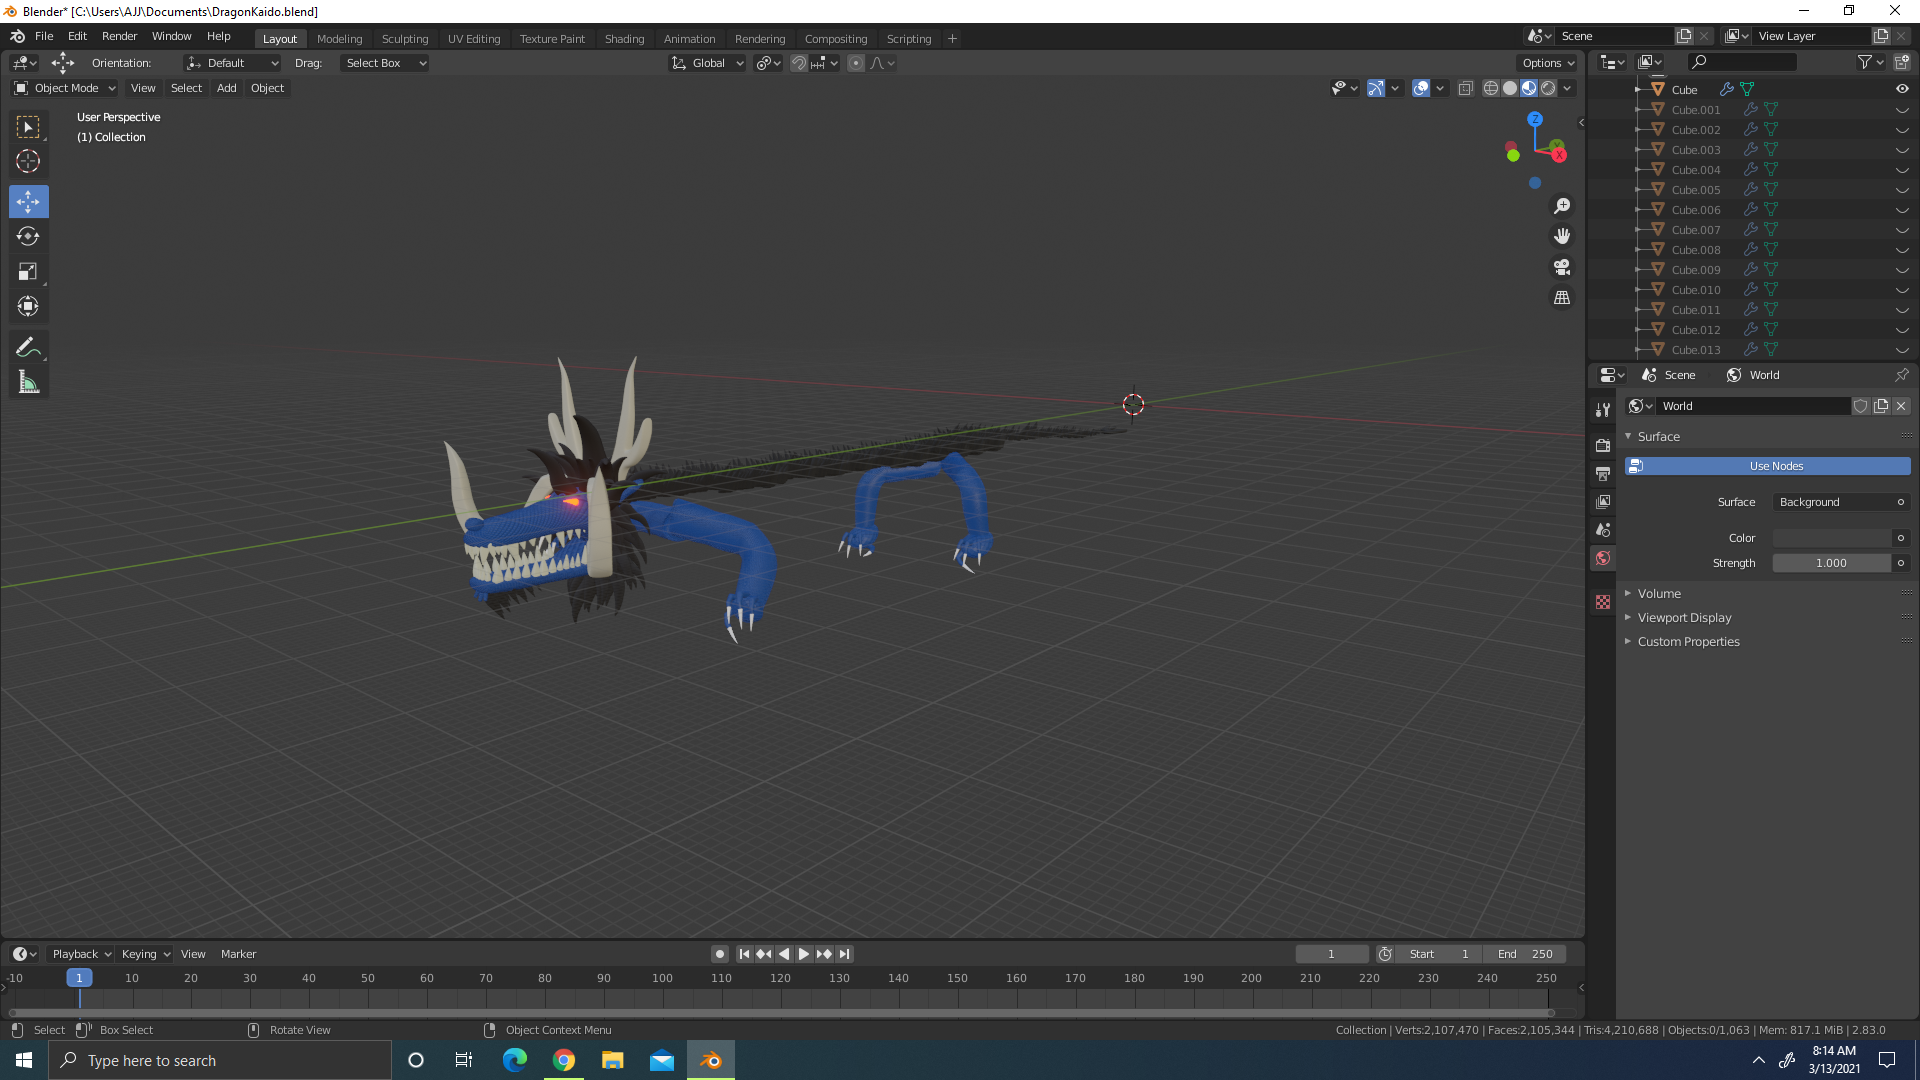 Blender* [C:\Users\AJJ\Documents\DragonKaido.blend]
File Edit Render Window Help Layout Modeling Sculpting UV Editing Texture Paint Shading Animation Rendering Compositing Scripting Scene View Layer
Orientation: Default Drag: Select Box Global Options
Object Mode View Select Add Object
User Perspective
(1) Collection
Z
Y
X
Cube
Cube.001
Cube.002
Cube.003
Cube.004
Cube.005
Cube.006
Cube.007
Cube.008
Cube.009
Cube.010
Cube.011
Cube.012
Cube.013
Scene World
World
Surface
Use Nodes
Surface Background
Color
Strength 1.000
Volume
Viewport Display
Custom Properties
Playback Keying View Marker 1 Start 1 End 250
-10 1 10 20 30 40 50 60 70 80 90 100 110 120 130 140 150 160 170 180 190 200 210 220 230 240 250
Select Box Select Rotate View Object Context Menu Collection | Verts:2,107,470 | Faces:2,105,344 | Tris:4,210,688 | Objects:0/1,063 | Mem: 817.1 MiB | 2.83.0
Type here to search
8:14 AM
3/13/2021